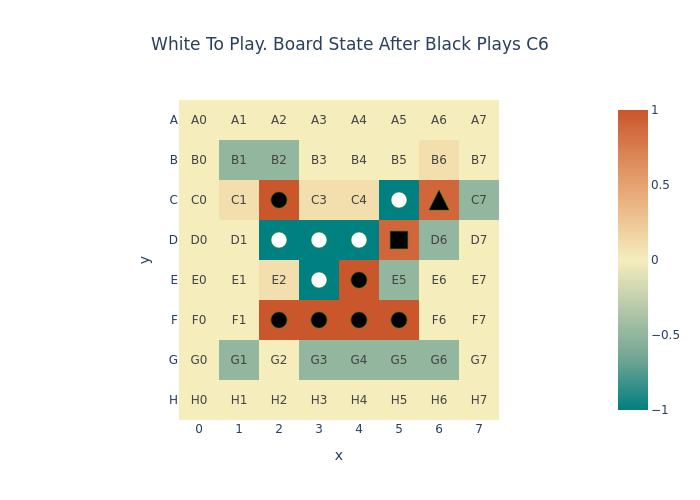 White To Play. Board State After Black Plays C6
A A0 A1 A2 A3 A4 A5 A6 A7 1
B B0 B1 B2 B3 B4 B5 B6 B7
C C0 C1 C3 C4 C7 0.5
D D0 D1 D6 D7
y 0
E E0 E1 E2 E5 E6 E7
F F0 F1 F6 F7 −0.5
G G0 G1 G2 G3 G4 G5 G6 G7
H H0 H1 H2 H3 H4 H5 H6 H7 −1
0 1 2 3 4 5 6 7
x